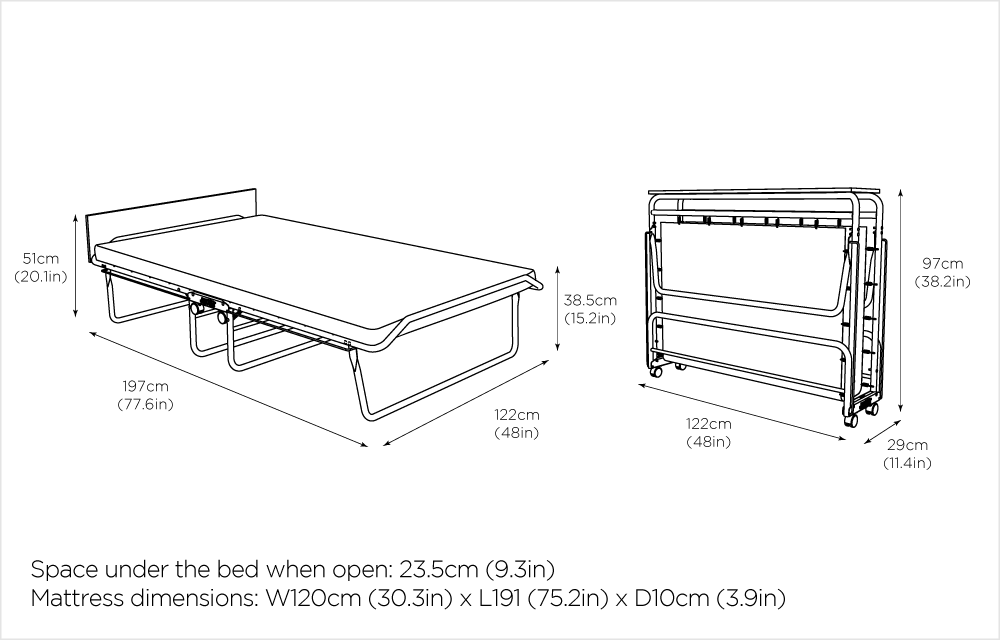 51cm
(20.1in)
38.5cm
(15.2in)
197cm
(77.6in)
122cm
(48in)
97cm
(38.2in)
122cm
(48in)
29cm
(11.4in)
Space under the bed when open: 23.5cm (9.3in)
Mattress dimensions: W120cm (30.3in) x L191 (75.2in) x D10cm (3.9in)